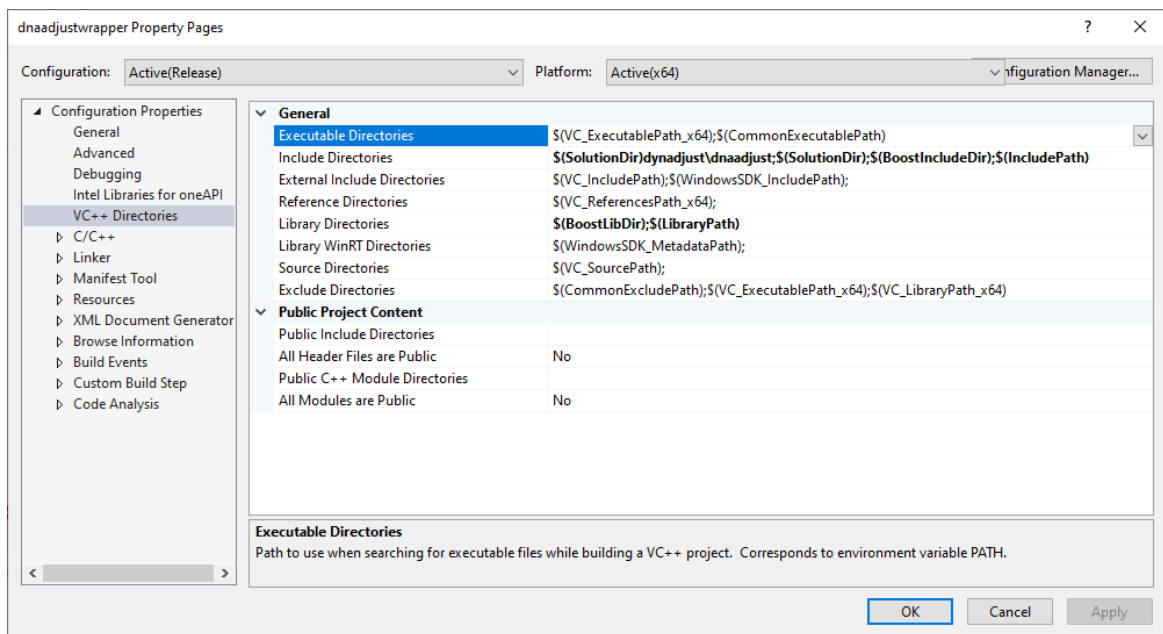 dnaadjustwrapper Property Pages ? ×
Configuration: Active(Release) Platform: Active(x64) nfiguration Manager...
Configuration Properties
General
Advanced
Debugging
Intel Libraries for oneAPI
VC++ Directories
C/C++
Linker
Manifest Tool
Resources
XML Document Generator
Browse Information
Build Events
Custom Build Step
Code Analysis
General
Executable Directories $(VC_ExecutablePath_x64);$(CommonExecutablePath)
Include Directories $(SolutionDir)dynadjust\dnaadjust;$(SolutionDir);$(BoostIncludeDir);$(IncludePath)
External Include Directories $(VC_IncludePath);$(WindowsSDK_IncludePath);
Reference Directories $(VC_ReferencesPath_x64);
Library Directories $(BoostLibDir);$(LibraryPath)
Library WinRT Directories $(WindowsSDK_MetadataPath);
Source Directories $(VC_SourcePath);
Exclude Directories $(CommonExcludePath);$(VC_ExecutablePath_x64);$(VC_LibraryPath_x64)
Public Project Content
Public Include Directories
All Header Files are Public No
Public C++ Module Directories
All Modules are Public No
Executable Directories
Path to use when searching for executable files while building a VC++ project. Corresponds to environment variable PATH.
OK Cancel Apply